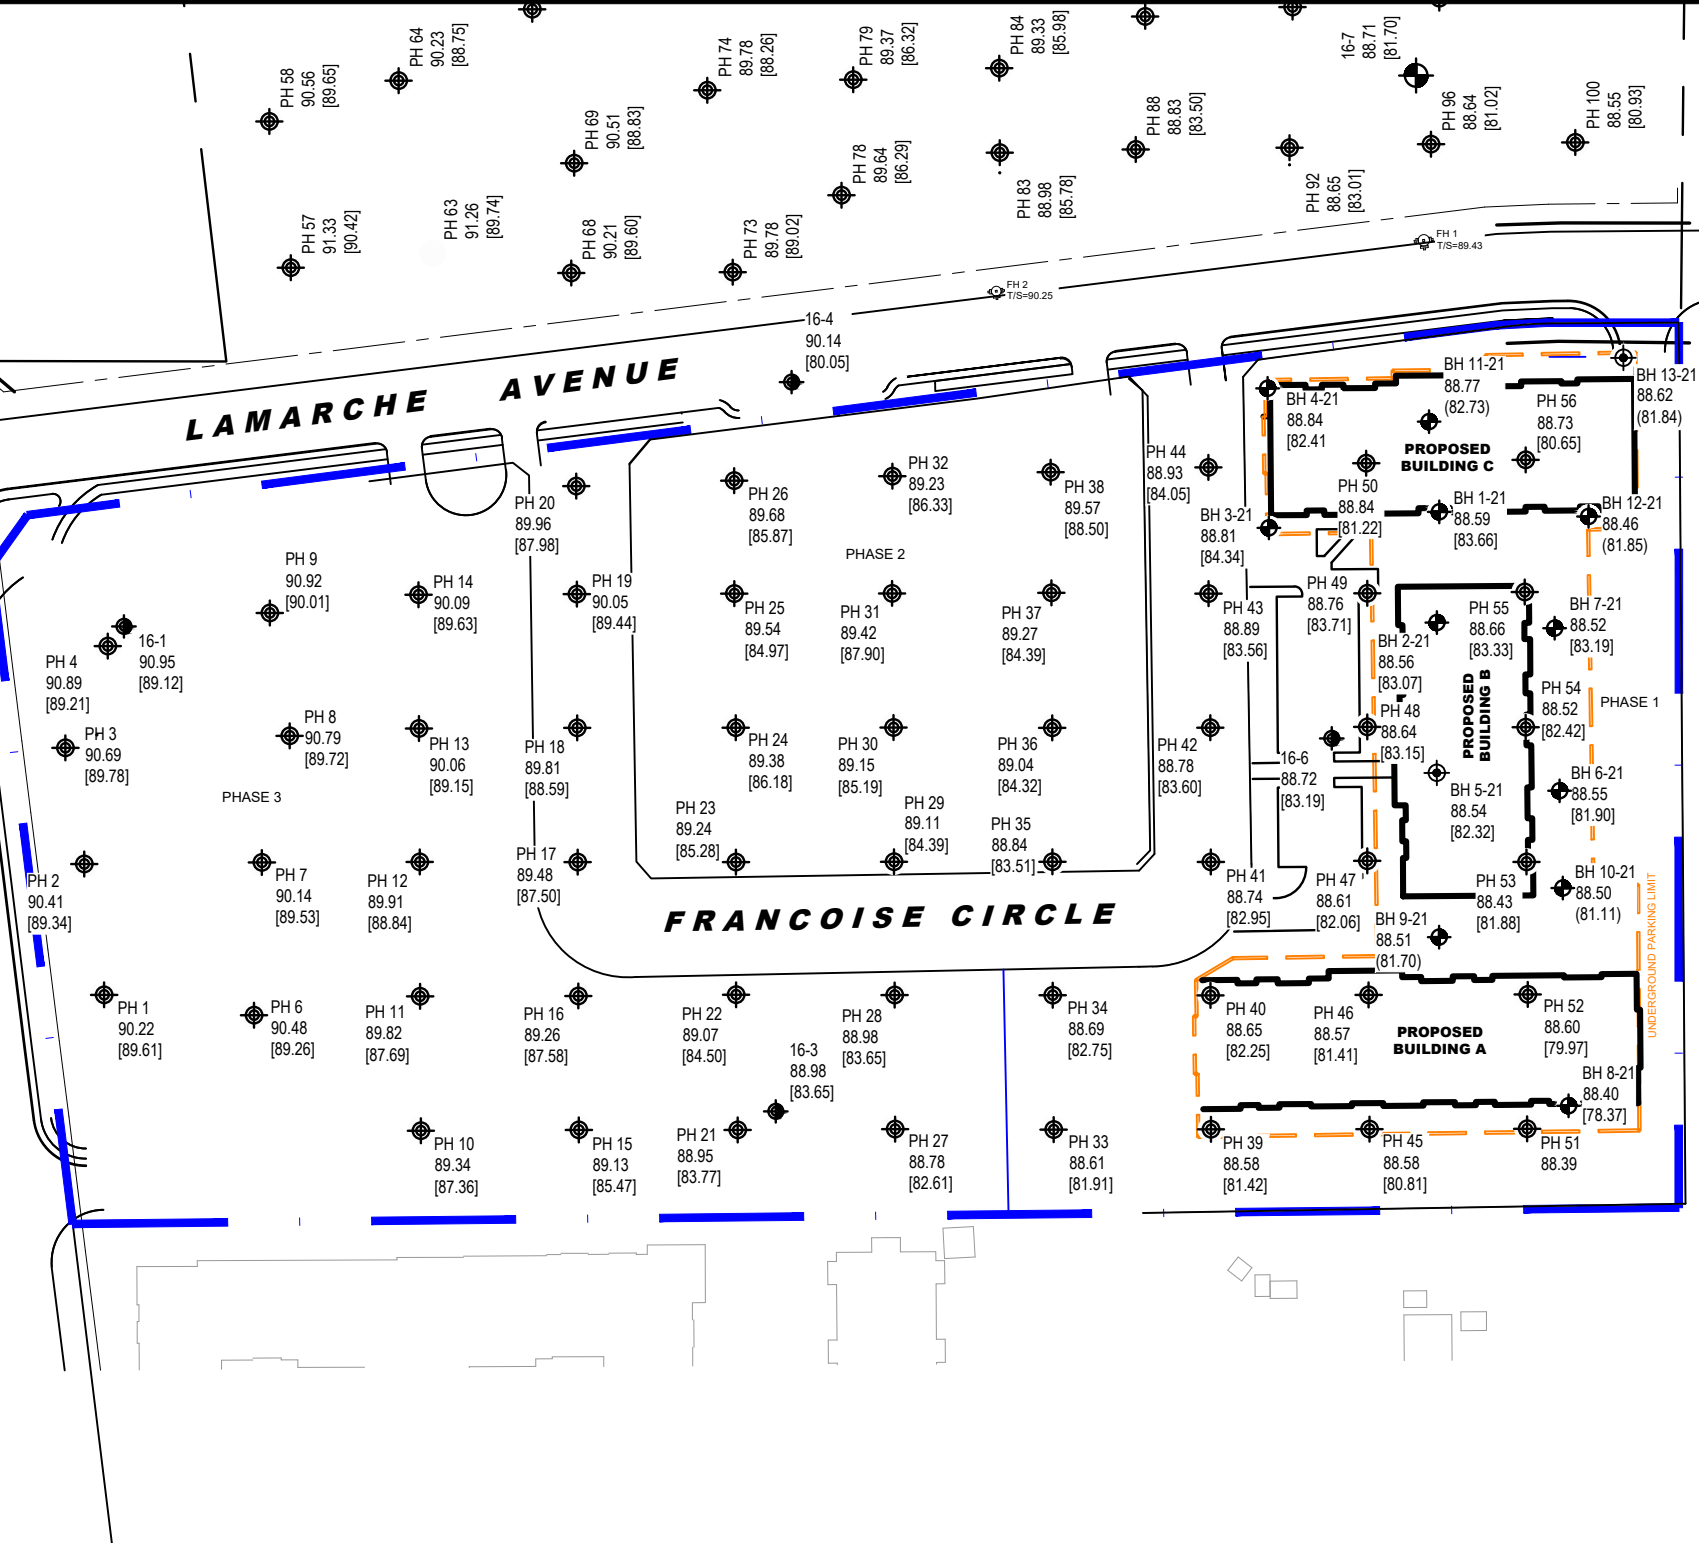 PH 58
90.56
[89.65]
PH 64
90.23
[88.75]
PH 74
89.78
[88.26]
PH 79
89.37
[86.32]
PH 84
89.33
[85.98]
16-7
88.71
[81.70]
PH 69
90.51
[88.83]
PH 78
89.64
[86.29]
PH 88
88.83
[83.50]
PH 96
88.64
[81.02]
PH 100
88.55
[80.93]
PH 57
91.33
[90.42]
PH 63
91.26
[89.74]
PH 68
90.21
[89.60]
PH 73
89.78
[89.02]
PH 83
88.98
[85.78]
PH 92
88.65
[83.01]
FH 1
T/S=89.43
FH 2
T/S=90.25
16-4
90.14
[80.05]
LAMARCHE AVENUE
BH 4-21
88.84
[82.41
BH 11-21
88.77
(82.73)
PH 56
88.73
[80.65]
BH 13-21
88.62
(81.84)
PROPOSED
BUILDING C
PH 20
89.96
[87.98]
PH 26
89.68
[85.87]
PH 32
89.23
[86.33]
PH 38
89.57
[88.50]
PH 44
88.93
[84.05]
BH 3-21
88.81
[84.34]
PH 50
88.84
[81.22]
BH 1-21
88.59
[83.66]
BH 12-21
88.46
(81.85)
PHASE 2
PH 9
90.92
[90.01]
PH 14
90.09
[89.63]
PH 19
90.05
[89.44]
PH 25
89.54
[84.97]
PH 31
89.42
[87.90]
PH 37
89.27
[84.39]
PH 43
88.89
[83.56]
PH 49
88.76
[83.71]
BH 2-21
88.56
[83.07]
PH 55
88.66
[83.33]
BH 7-21
88.52
[83.19]
16-1
90.95
[89.12]
PH 4
90.89
[89.21]
PH 3
90.69
[89.78]
PH 8
90.79
[89.72]
PH 13
90.06
[89.15]
PH 18
89.81
[88.59]
PH 24
89.38
[86.18]
PH 30
89.15
[85.19]
PH 36
89.04
[84.32]
PH 42
88.78
[83.60]
16-6
88.72
[83.19]
PH 48
88.64
[83.15]
PROPOSED
BUILDING B
PH 54
88.52
[82.42]
PHASE 1
BH 5-21
88.54
[82.32]
BH 6-21
88.55
[81.90]
PHASE 3
PH 23
89.24
[85.28]
PH 29
89.11
[84.39]
PH 35
88.84
[83.51]
PH 2
90.41
[89.34]
PH 7
90.14
[89.53]
PH 12
89.91
[88.84]
PH 17
89.48
[87.50]
PH 41
88.74
[82.95]
PH 47
88.61
[82.06]
PH 53
88.43
[81.88]
BH 10-21
88.50
(81.11)
BH 9-21
88.51
(81.70)
UNDERGROUND PARKING LIMIT
FRANCOISE CIRCLE
PH 1
90.22
[89.61]
PH 6
90.48
[89.26]
PH 11
89.82
[87.69]
PH 16
89.26
[87.58]
PH 22
89.07
[84.50]
PH 28
88.98
[83.65]
PH 34
88.69
[82.75]
PH 40
88.65
[82.25]
PH 46
88.57
[81.41]
PROPOSED
BUILDING A
PH 52
88.60
[79.97]
16-3
88.98
[83.65]
BH 8-21
88.40
[78.37]
PH 10
89.34
[87.36]
PH 15
89.13
[85.47]
PH 21
88.95
[83.77]
PH 27
88.78
[82.61]
PH 33
88.61
[81.91]
PH 39
88.58
[81.42]
PH 45
88.58
[80.81]
PH 51
88.39